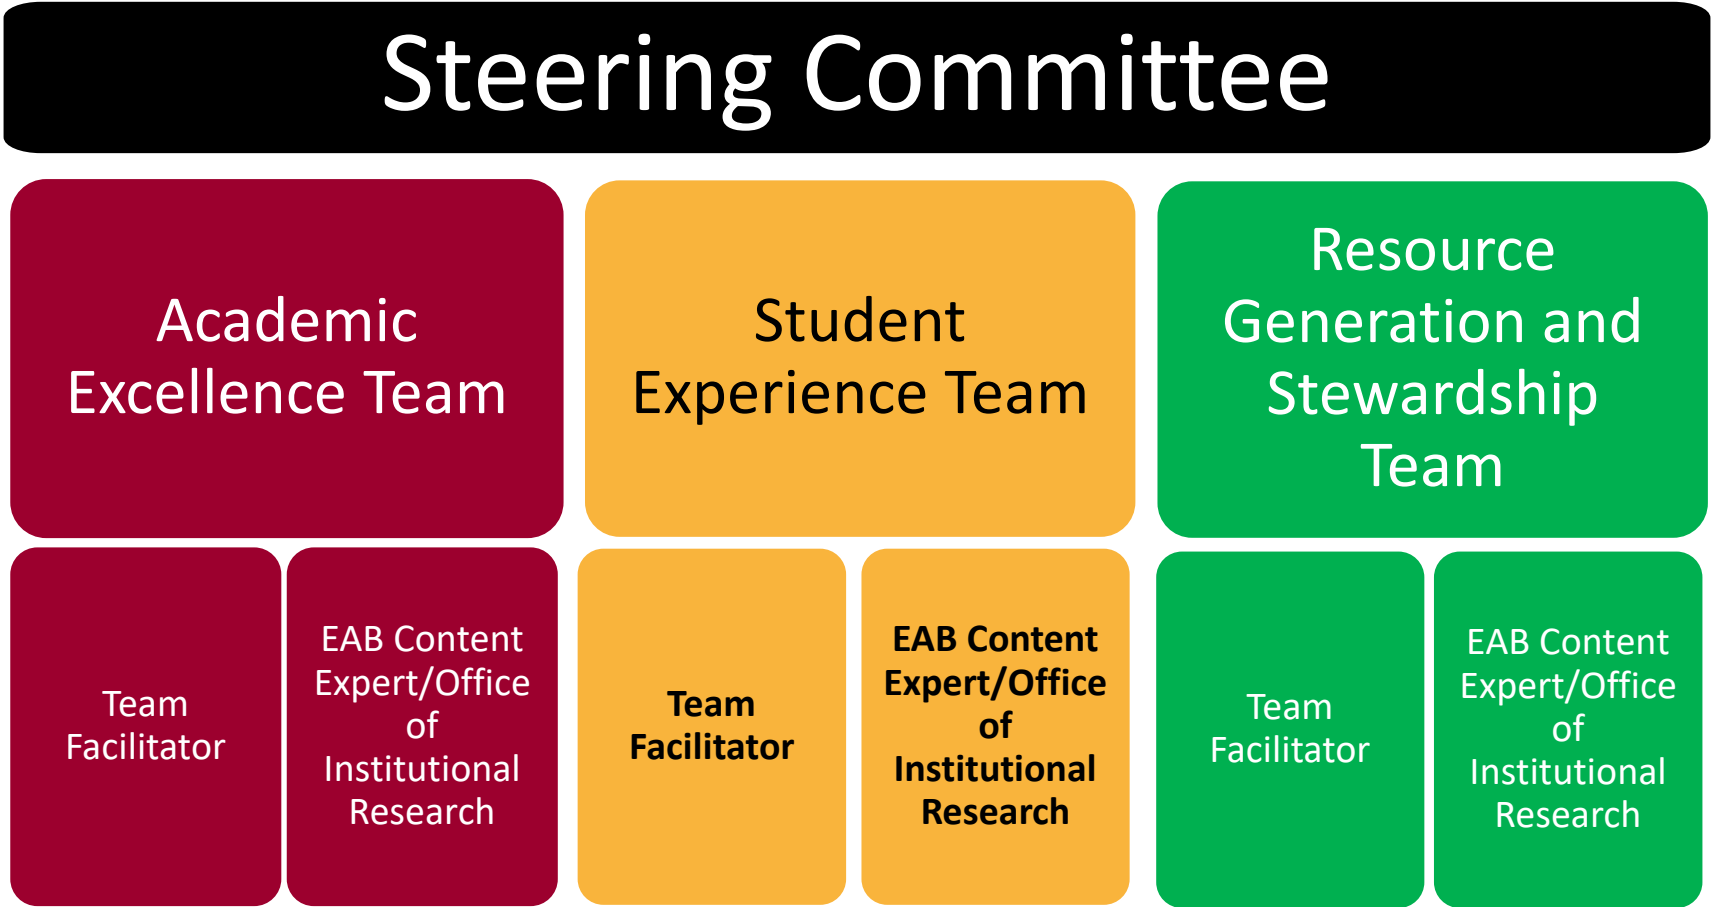 Steering Committee
Academic
Excellence Team
Student
Experience Team
Resource
Generation and
Stewardship
Team
Team
Facilitator
EAB Content
Expert/Office
of
Institutional
Research
Team
Facilitator
EAB Content
Expert/Office
of
Institutional
Research
Team
Facilitator
EAB Content
Expert/Office
of
Institutional
Research